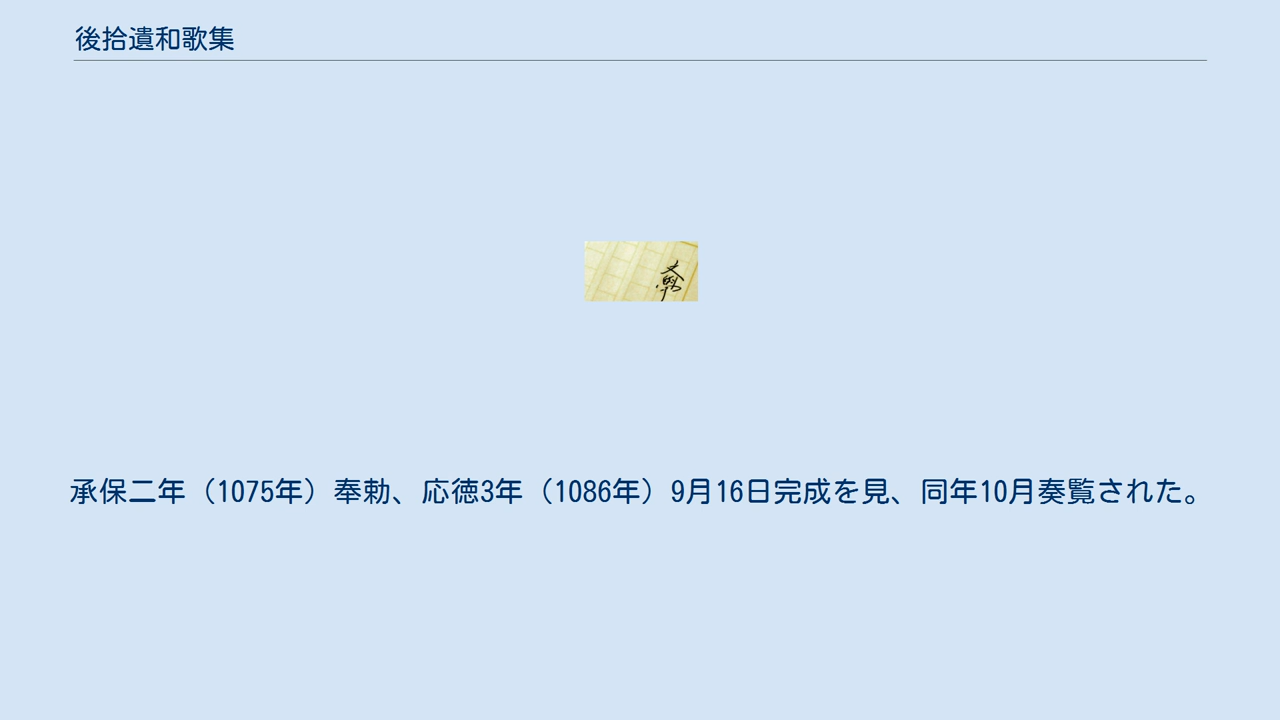 後拾遺和歌集
承保二年（1075年）奉勅、応徳3年（1086年）9月16日完成を見、同年10月奏覧された。